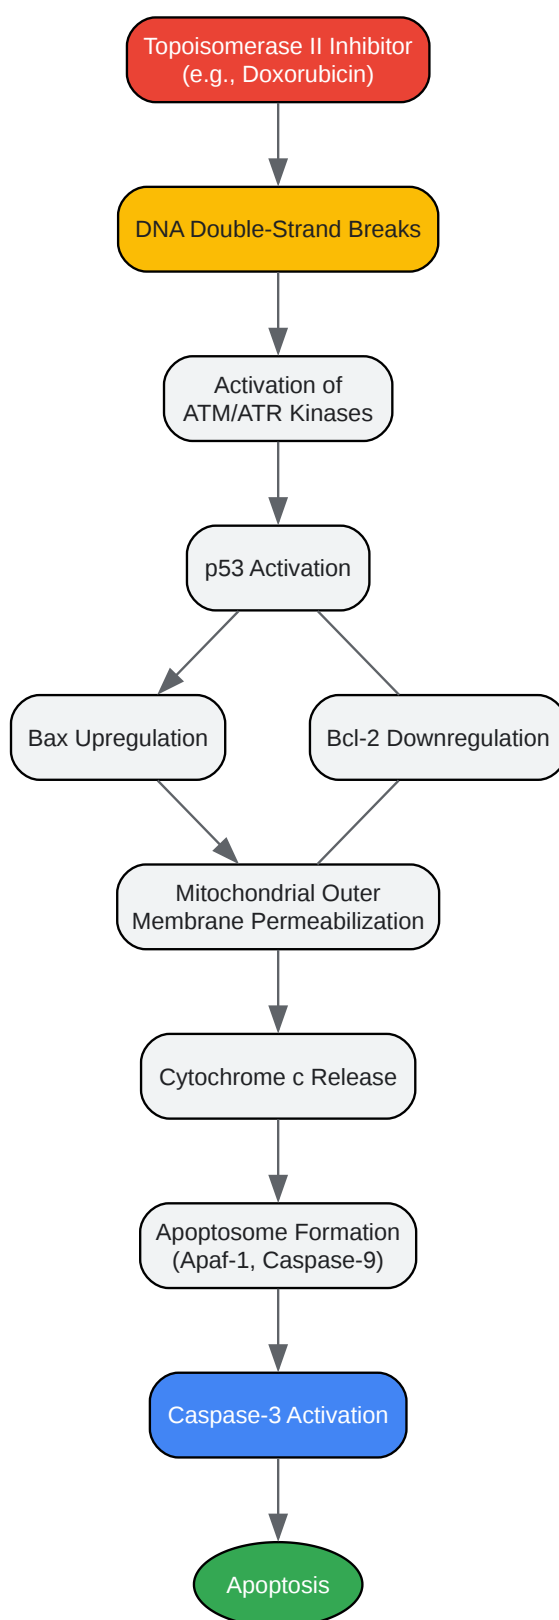 Topoisomerase II Inhibitor
(e.g., Doxorubicin)
DNA Double-Strand Breaks
Activation of
ATM/ATR Kinases
p53 Activation
Bax Upregulation
Bcl-2 Downregulation
Mitochondrial Outer
Membrane Permeabilization
Cytochrome c Release
Apoptosome Formation
(Apaf-1, Caspase-9)
Caspase-3 Activation
Apoptosis